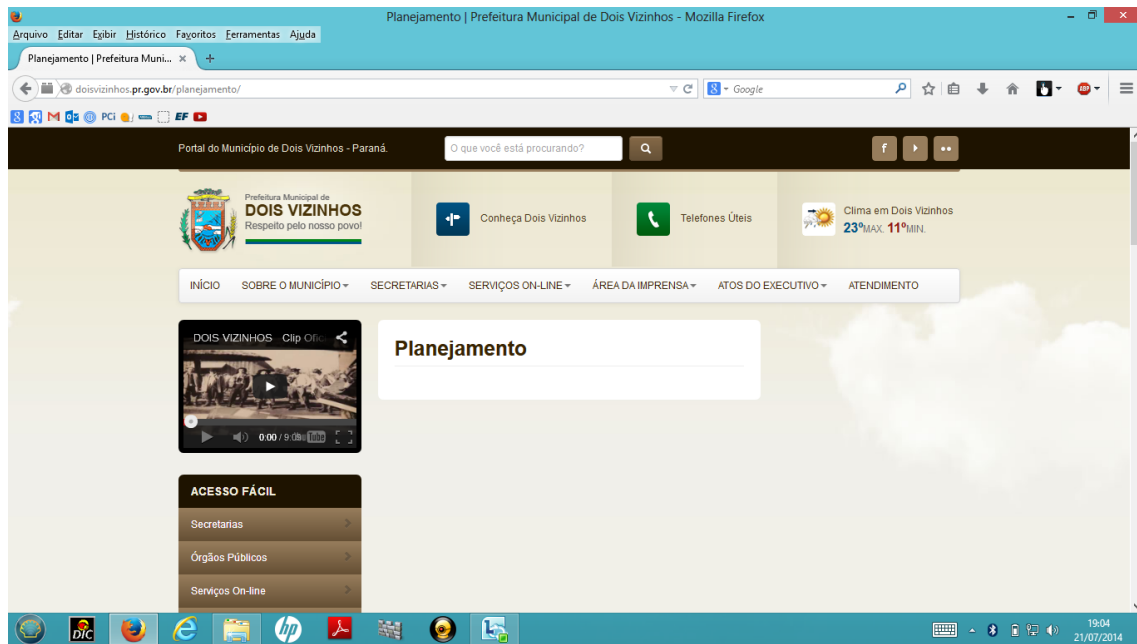 Planejamento | Prefeitura Municipal de Dois Vizinhos - Mozilla Firefox
Arquivo Editar Exibir Histórico Favoritos Ferramentas Ajuda
Planejamento | Prefeitura Muni...
doisvizinhos.pr.gov.br/planejamento/
Google
PCi
EF
Portal do Município de Dois Vizinhos - Paraná.
O que você está procurando?
Prefeitura Municipal de
DOIS VIZINHOS
Respeito pelo nosso povo!
Conheça Dois Vizinhos
Telefones Úteis
Clima em Dois Vizinhos
23ºMAX. 11ºMIN.
INÍCIO SOBRE O MUNICÍPIO SECRETARIAS SERVIÇOS ON-LINE ÁREA DA IMPRENSA ATOS DO EXECUTIVO ATENDIMENTO
DOIS VIZINHOS Clip Ofic
Planejamento
0:00 / 9:09
ACESSO FÁCIL
Secretarias
Órgãos Públicos
Serviços On-line
DIC
hp
19:04
21/07/2014